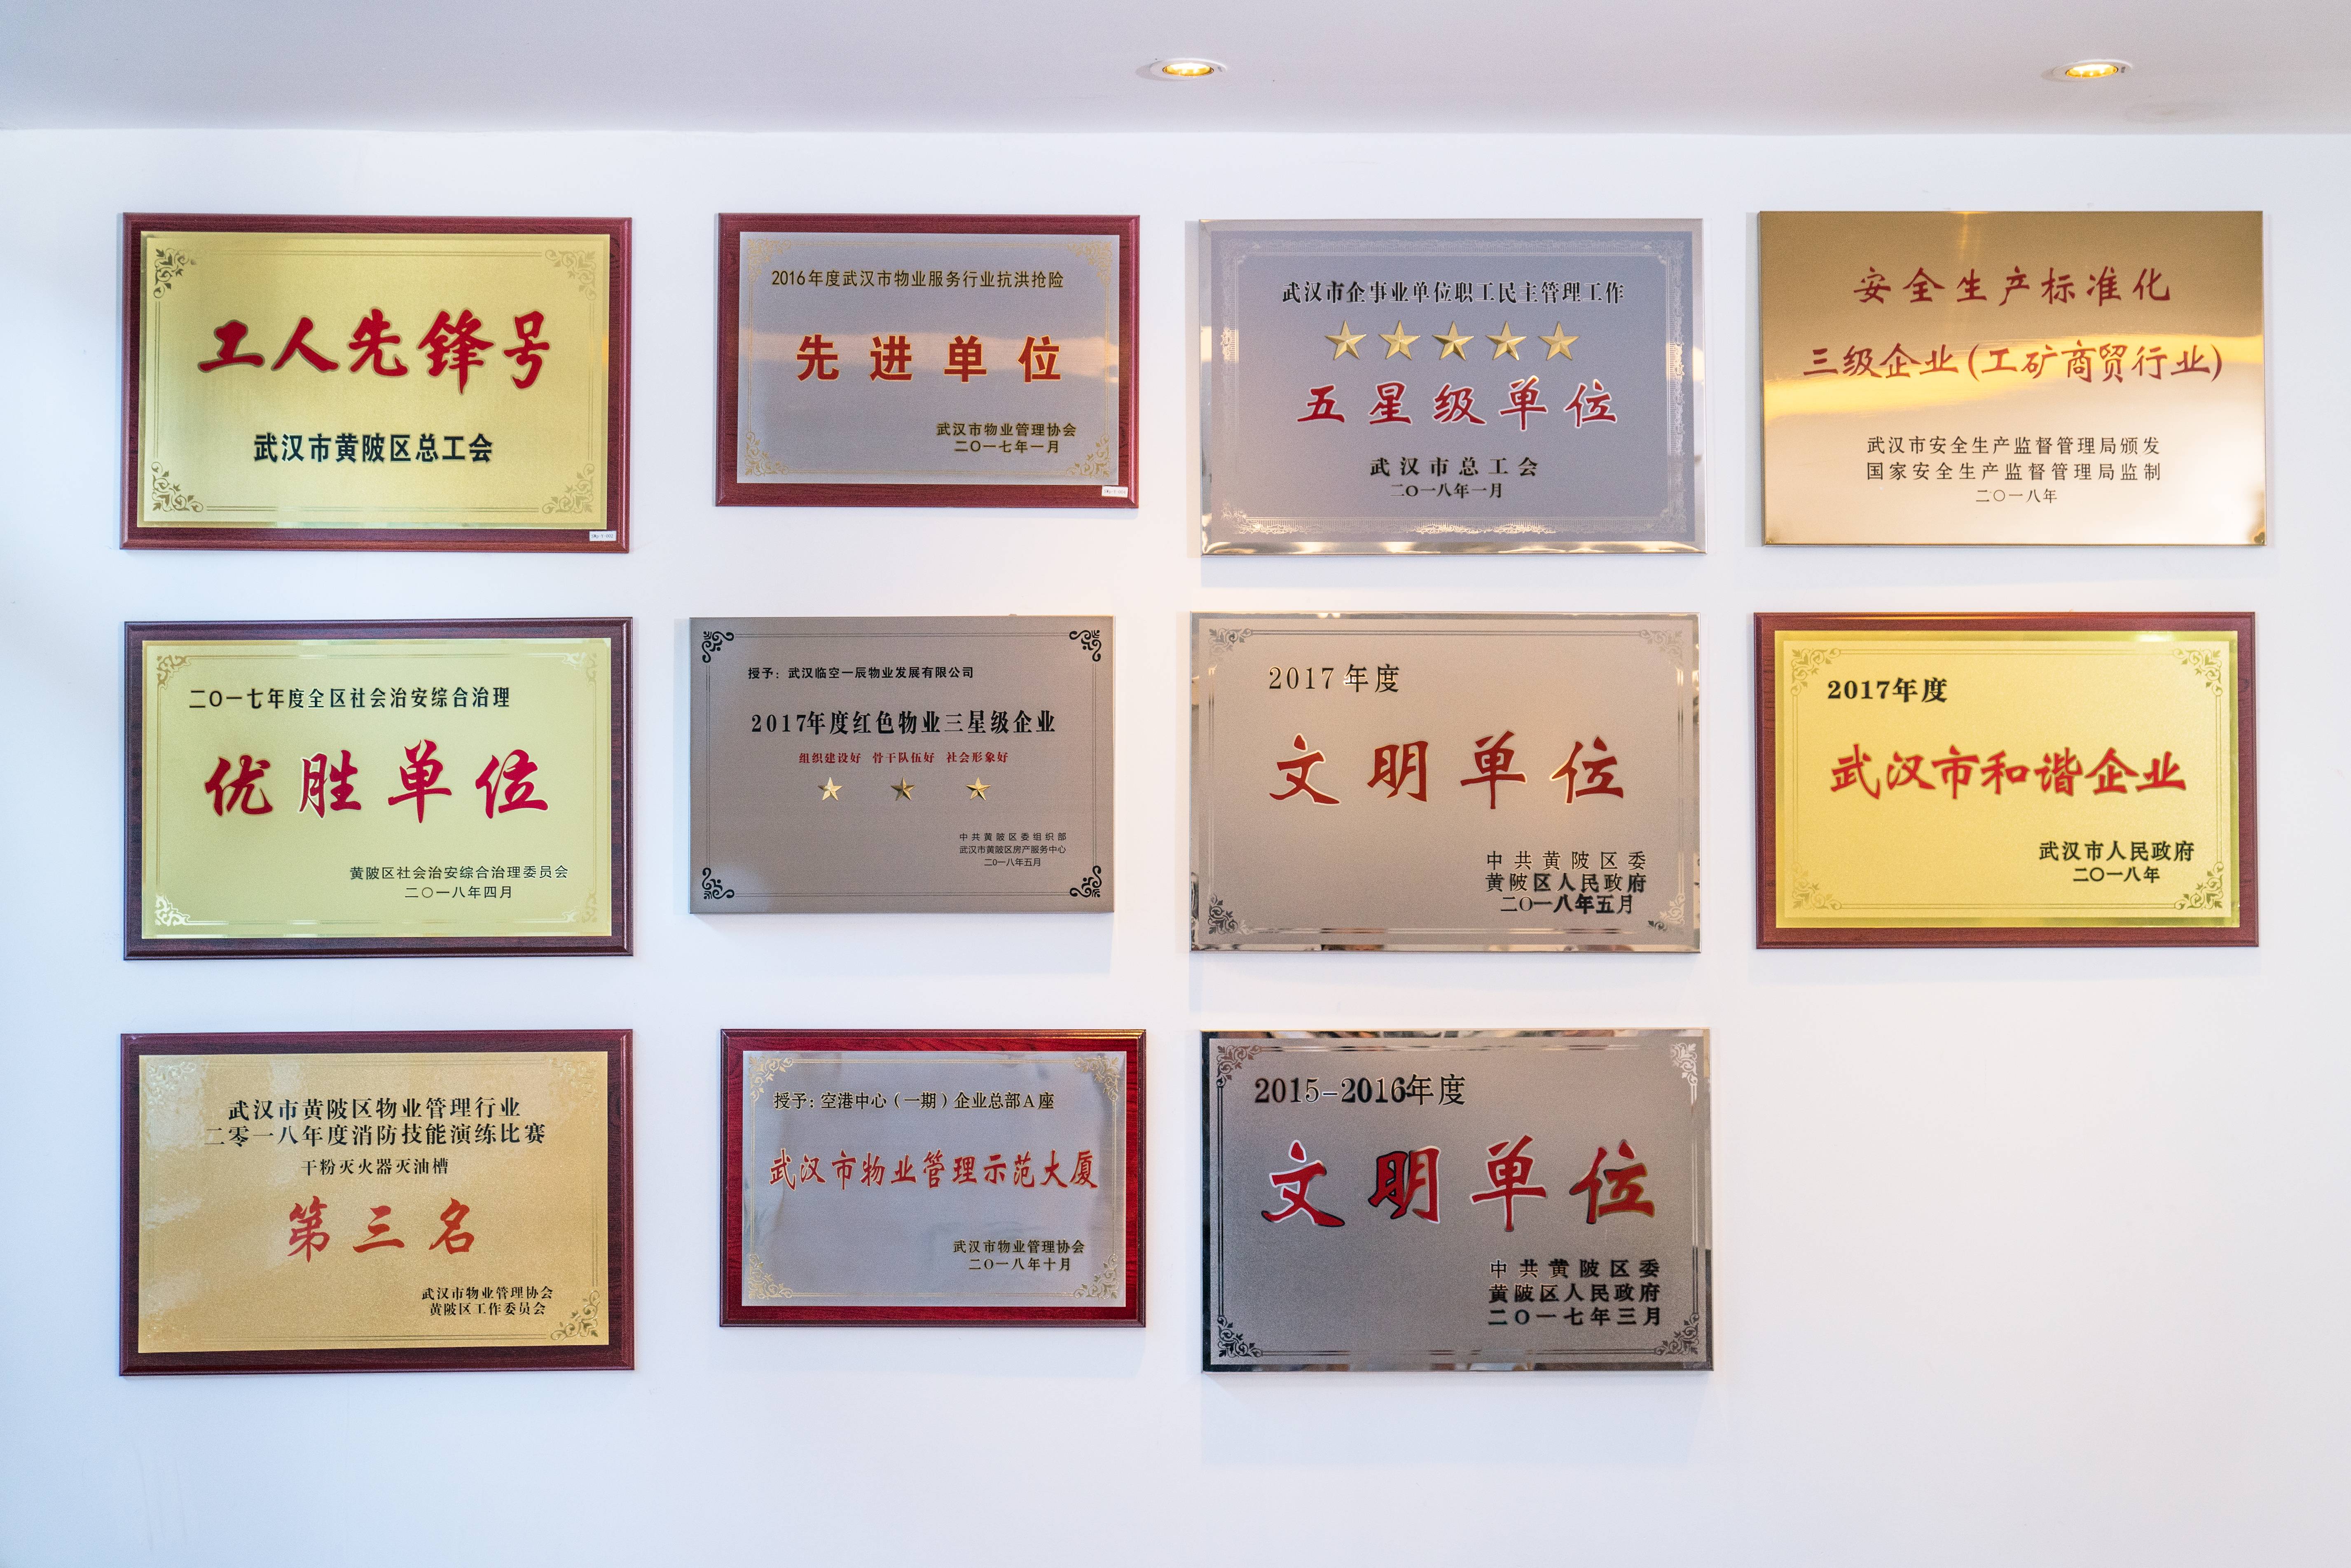 工人先锋号
武汉市黄陂区总工会
2016年度武汉市物业服务行业抗洪抢险
先进单位
武汉市物业管理协会
二〇一七年一月
武汉市企事业单位职工民主管理工作
五星级单位
武汉市总工会
二〇一八年一月
安全生产标准化
三级企业(工矿商贸行业)
武汉市安全生产监督管理局颁发
国家安全生产监督管理局监制
二〇一八年
二〇一七年度全区社会治安综合治理
优胜单位
黄陂区社会治安综合治理委员会
二〇一八年四月
授予：武汉临空一辰物业发展有限公司
2017年度红色物业三星级企业
组织建设好 骨干队伍好 社会形象好
中共黄陂区委组织部
武汉市黄陂区房产服务中心
二〇一八年五月
2017年度
文明单位
中共黄陂区委
黄陂区人民政府
二〇一八年五月
2017年度
武汉市和谐企业
武汉市人民政府
二〇一八年
武汉市黄陂区物业管理行业
二零一八年度消防技能演练比赛
干粉灭火器灭油槽
第三名
武汉市物业管理协会
黄陂区工作委员会
授予：空港中心（一期）企业总部A座
武汉市物业管理示范大厦
武汉市物业管理协会
二〇一八年十月
2015-2016年度
文明单位
中共黄陂区委
黄陂区人民政府
二〇一七年三月